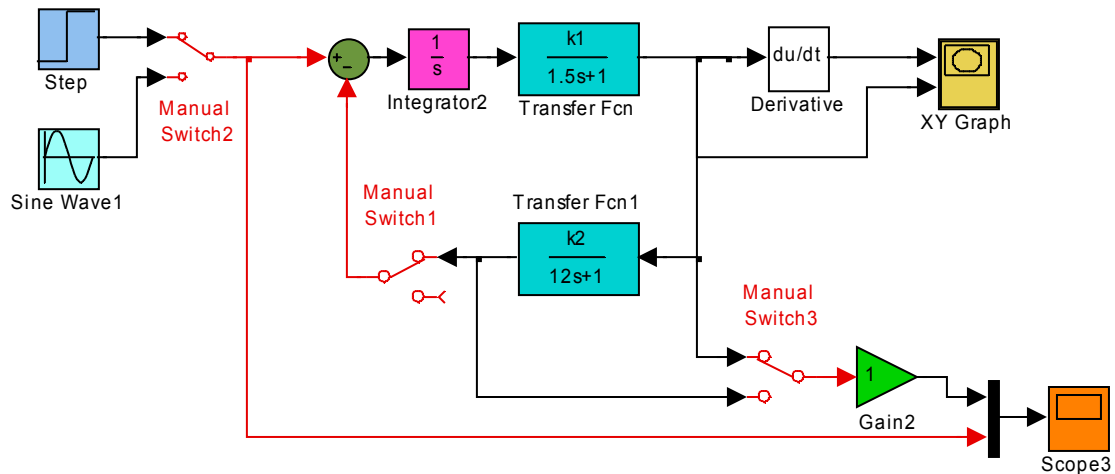 Step
Manual
Switch2
Sine Wave1
+
−
1
s
Integrator2
k1
1.5s+1
Transfer Fcn
du/dt
Derivative
XY Graph
Manual
Switch1
Transfer Fcn1
k2
12s+1
Manual
Switch3
1
Gain2
Scope3